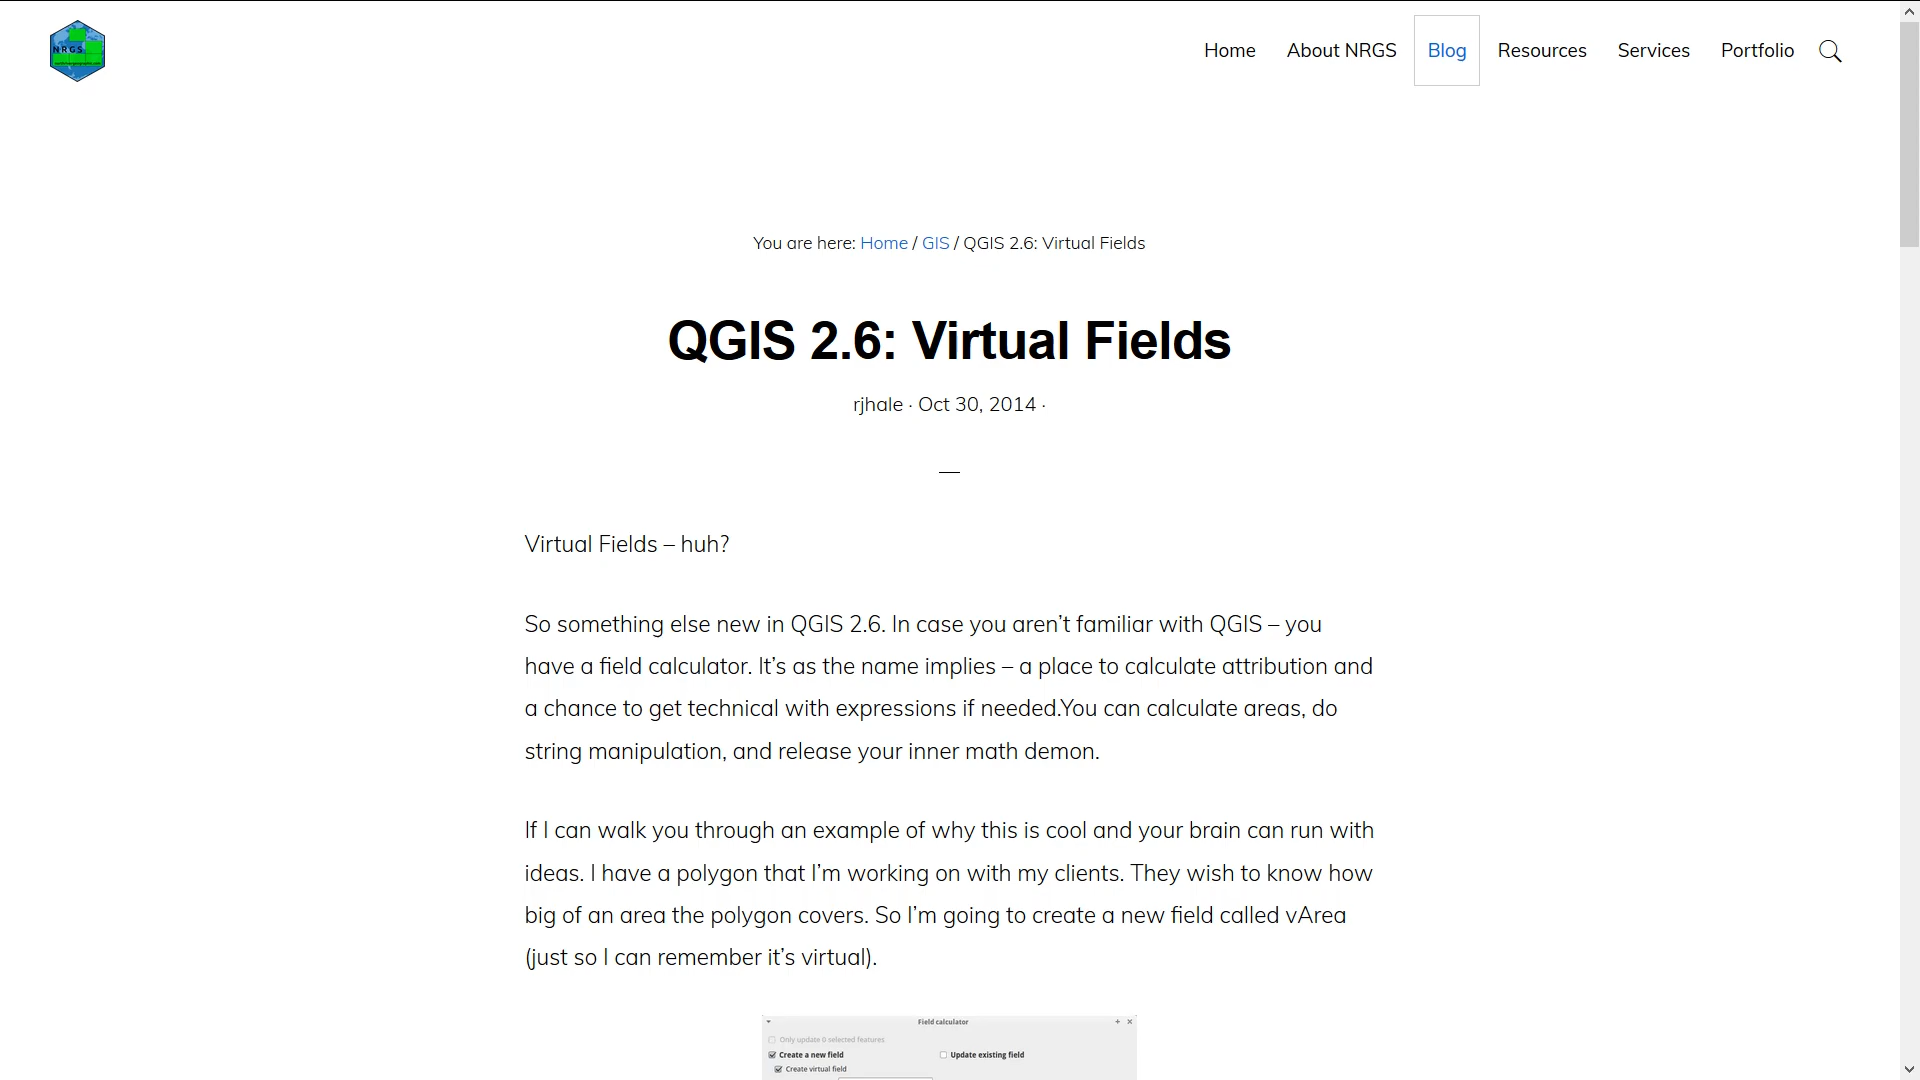 NRGS
Home
About NRGS
Blog
Resources
Services
Portfolio
You are here: Home / GIS / QGIS 2.6: Virtual Fields
QGIS 2.6: Virtual Fields
rjhale · Oct 30, 2014 ·
Virtual Fields – huh?
So something else new in QGIS 2.6. In case you aren’t familiar with QGIS – you
have a field calculator. It’s as the name implies – a place to calculate attribution and
a chance to get technical with expressions if needed.You can calculate areas, do
string manipulation, and release your inner math demon.
If I can walk you through an example of why this is cool and your brain can run with
ideas. I have a polygon that I’m working on with my clients. They wish to know how
big of an area the polygon covers. So I’m going to create a new field called vArea
(just so I can remember it’s virtual).
Field calculator
Only update 0 selected features
Create a new field
Update existing field
Create virtual field